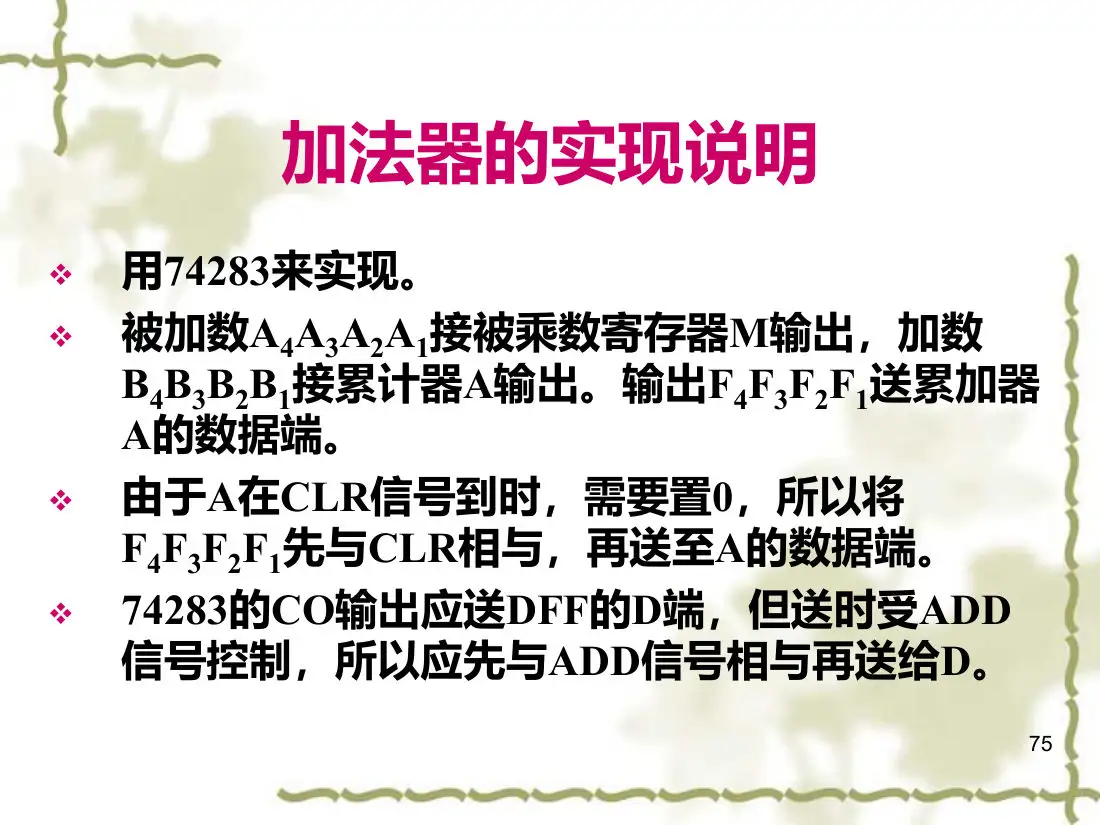 加法器的实现说明
用74283来实现。
被加数A₄A₃A₂A₁接被乘数寄存器M输出，加数
B₄B₃B₂B₁接累计器A输出。输出F₄F₃F₂F₁送累加器
A的数据端。
由于A在CLR信号到时，需要置0，所以将
F₄F₃F₂F₁先与CLR相与，再送至A的数据端。
74283的CO输出应送DFF的D端，但送时受ADD
信号控制，所以应先与ADD信号相与再送给D。
75